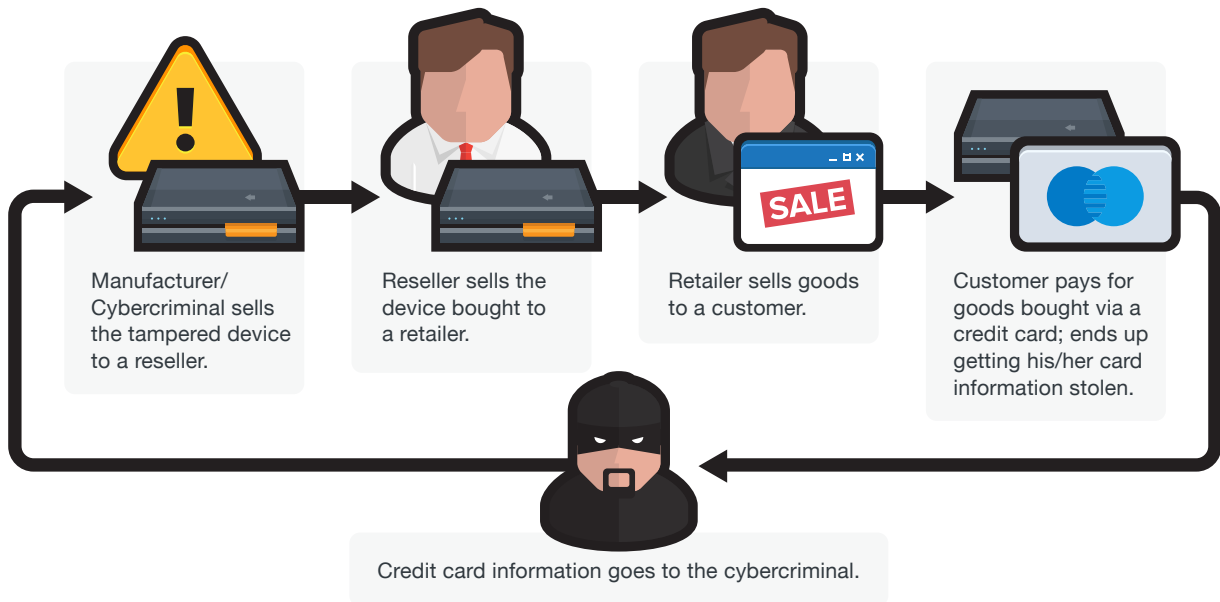 Manufacturer/
Cybercriminal sells
the tampered device
to a reseller.
Reseller sells the
device bought to
a retailer.
SALE
Retailer sells goods
to a customer.
Customer pays for
goods bought via a
credit card; ends up
getting his/her card
information stolen.
Credit card information goes to the cybercriminal.